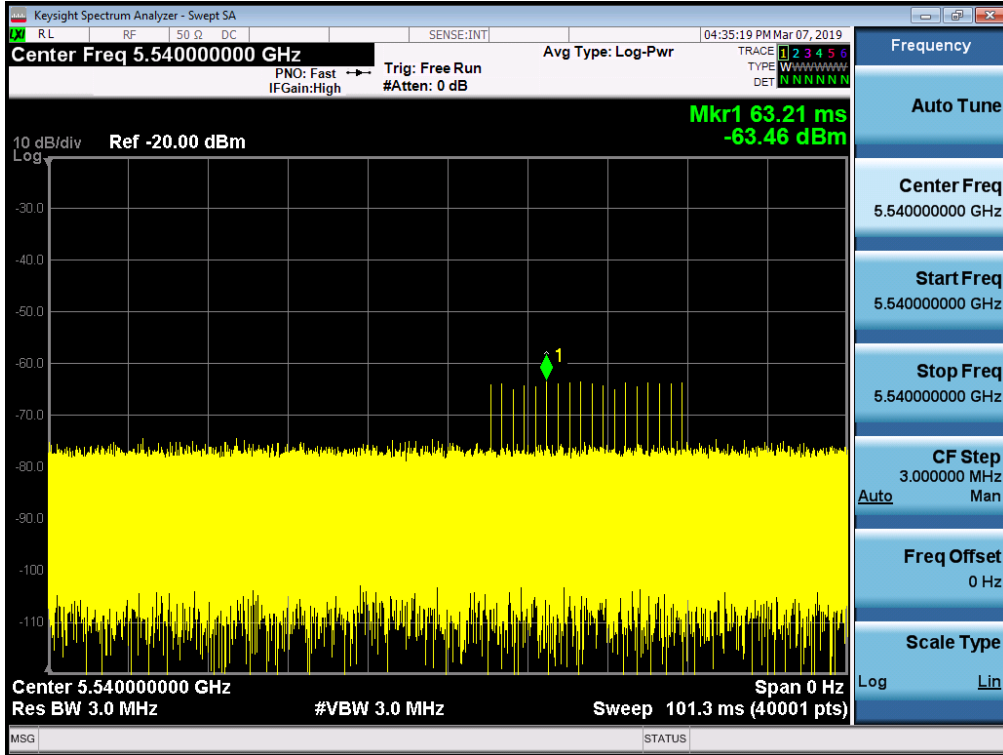 Keysight Spectrum Analyzer - Swept SA
LXI RL RF 50 Ω DC SENSE:INT 04:35:19 PM Mar 07, 2019
Center Freq 5.540000000 GHz
PNO: Fast
IFGain:High
Trig: Free Run
#Atten: 0 dB
Avg Type: Log-Pwr
TRACE 1 2 3 4 5 6
TYPE WWWWWW
DET N N N N N N
Mkr1 63.21 ms
-63.46 dBm
10 dB/div Ref -20.00 dBm
Log
1
-30.0
-40.0
-50.0
-60.0
-70.0
-80.0
-90.0
-100
-110
Center 5.540000000 GHz Span 0 Hz
Res BW 3.0 MHz #VBW 3.0 MHz Sweep 101.3 ms (40001 pts)
MSG STATUS
Frequency
Auto Tune
Center Freq
5.540000000 GHz
Start Freq
5.540000000 GHz
Stop Freq
5.540000000 GHz
CF Step
3.000000 MHz
Auto Man
Freq Offset
0 Hz
Scale Type
Log Lin